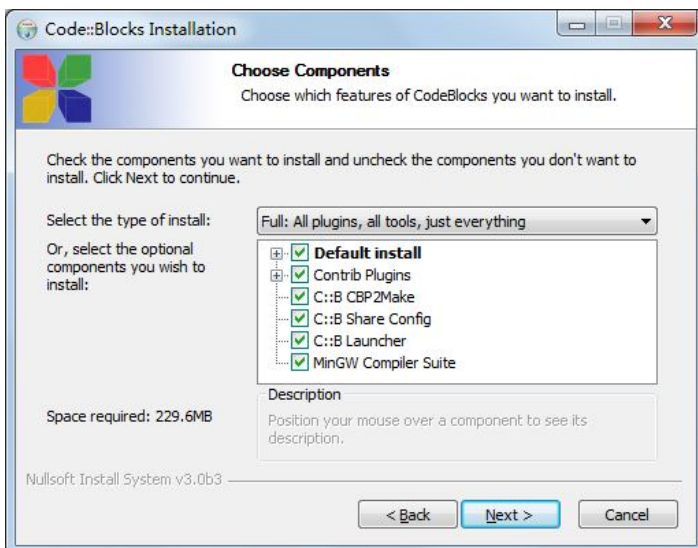 Code::Blocks Installation
Choose Components
Choose which features of CodeBlocks you want to install.
Check the components you want to install and uncheck the components you don't want to
install. Click Next to continue.
Select the type of install:
Full: All plugins, all tools, just everything
Or, select the optional
components you wish to
install:
Default install
Contrib Plugins
C::B CBP2Make
C::B Share Config
C::B Launcher
MinGW Compiler Suite
Space required: 229.6MB
Description
Position your mouse over a component to see its
description.
Nullsoft Install System v3.0b3
< Back
Next >
Cancel